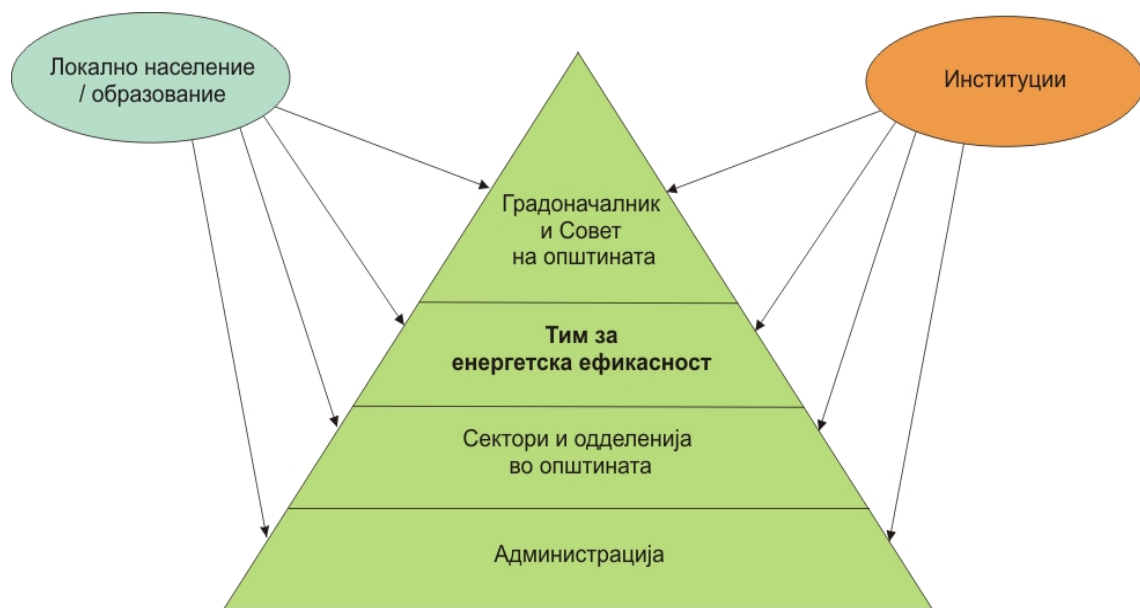 Локално население
/ образование
Институции
Градоначалник
и Совет
на општината
Тим за
енергетска ефикасност
Сектори и одделенија
во општината
Администрација